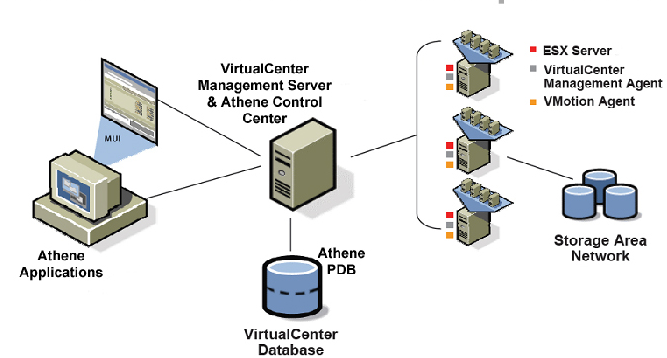 VirtualCenter
Management Server
& Athene Control
Center
ESX Server
VirtualCenter
Management Agent
VMotion Agent
MUI
Athene
Applications
Athene
PDB
VirtualCenter
Database
Storage Area
Network